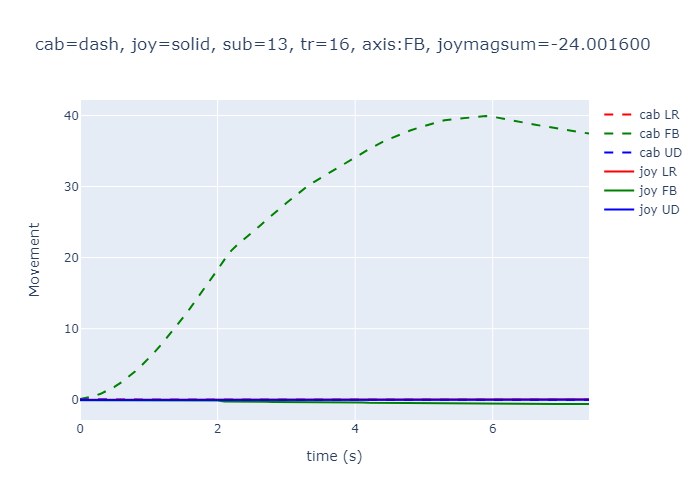 cab=dash, joy=solid, sub=13, tr=16, axis:FB, joymagsum=-24.001600
cab LR
cab FB
cab UD
joy LR
joy FB
joy UD
40
30
20
10
0
Movement
0 2 4 6
time (s)